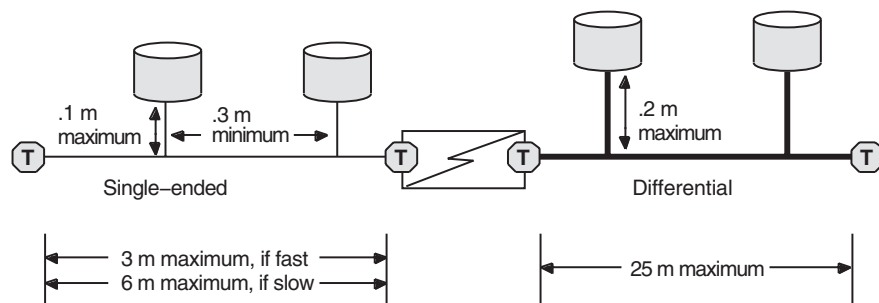 .1 m
maximum
.3 m
minimum
.2 m
maximum
T
T
T
T
Single–ended
Differential
3 m maximum, if fast
6 m maximum, if slow
25 m maximum